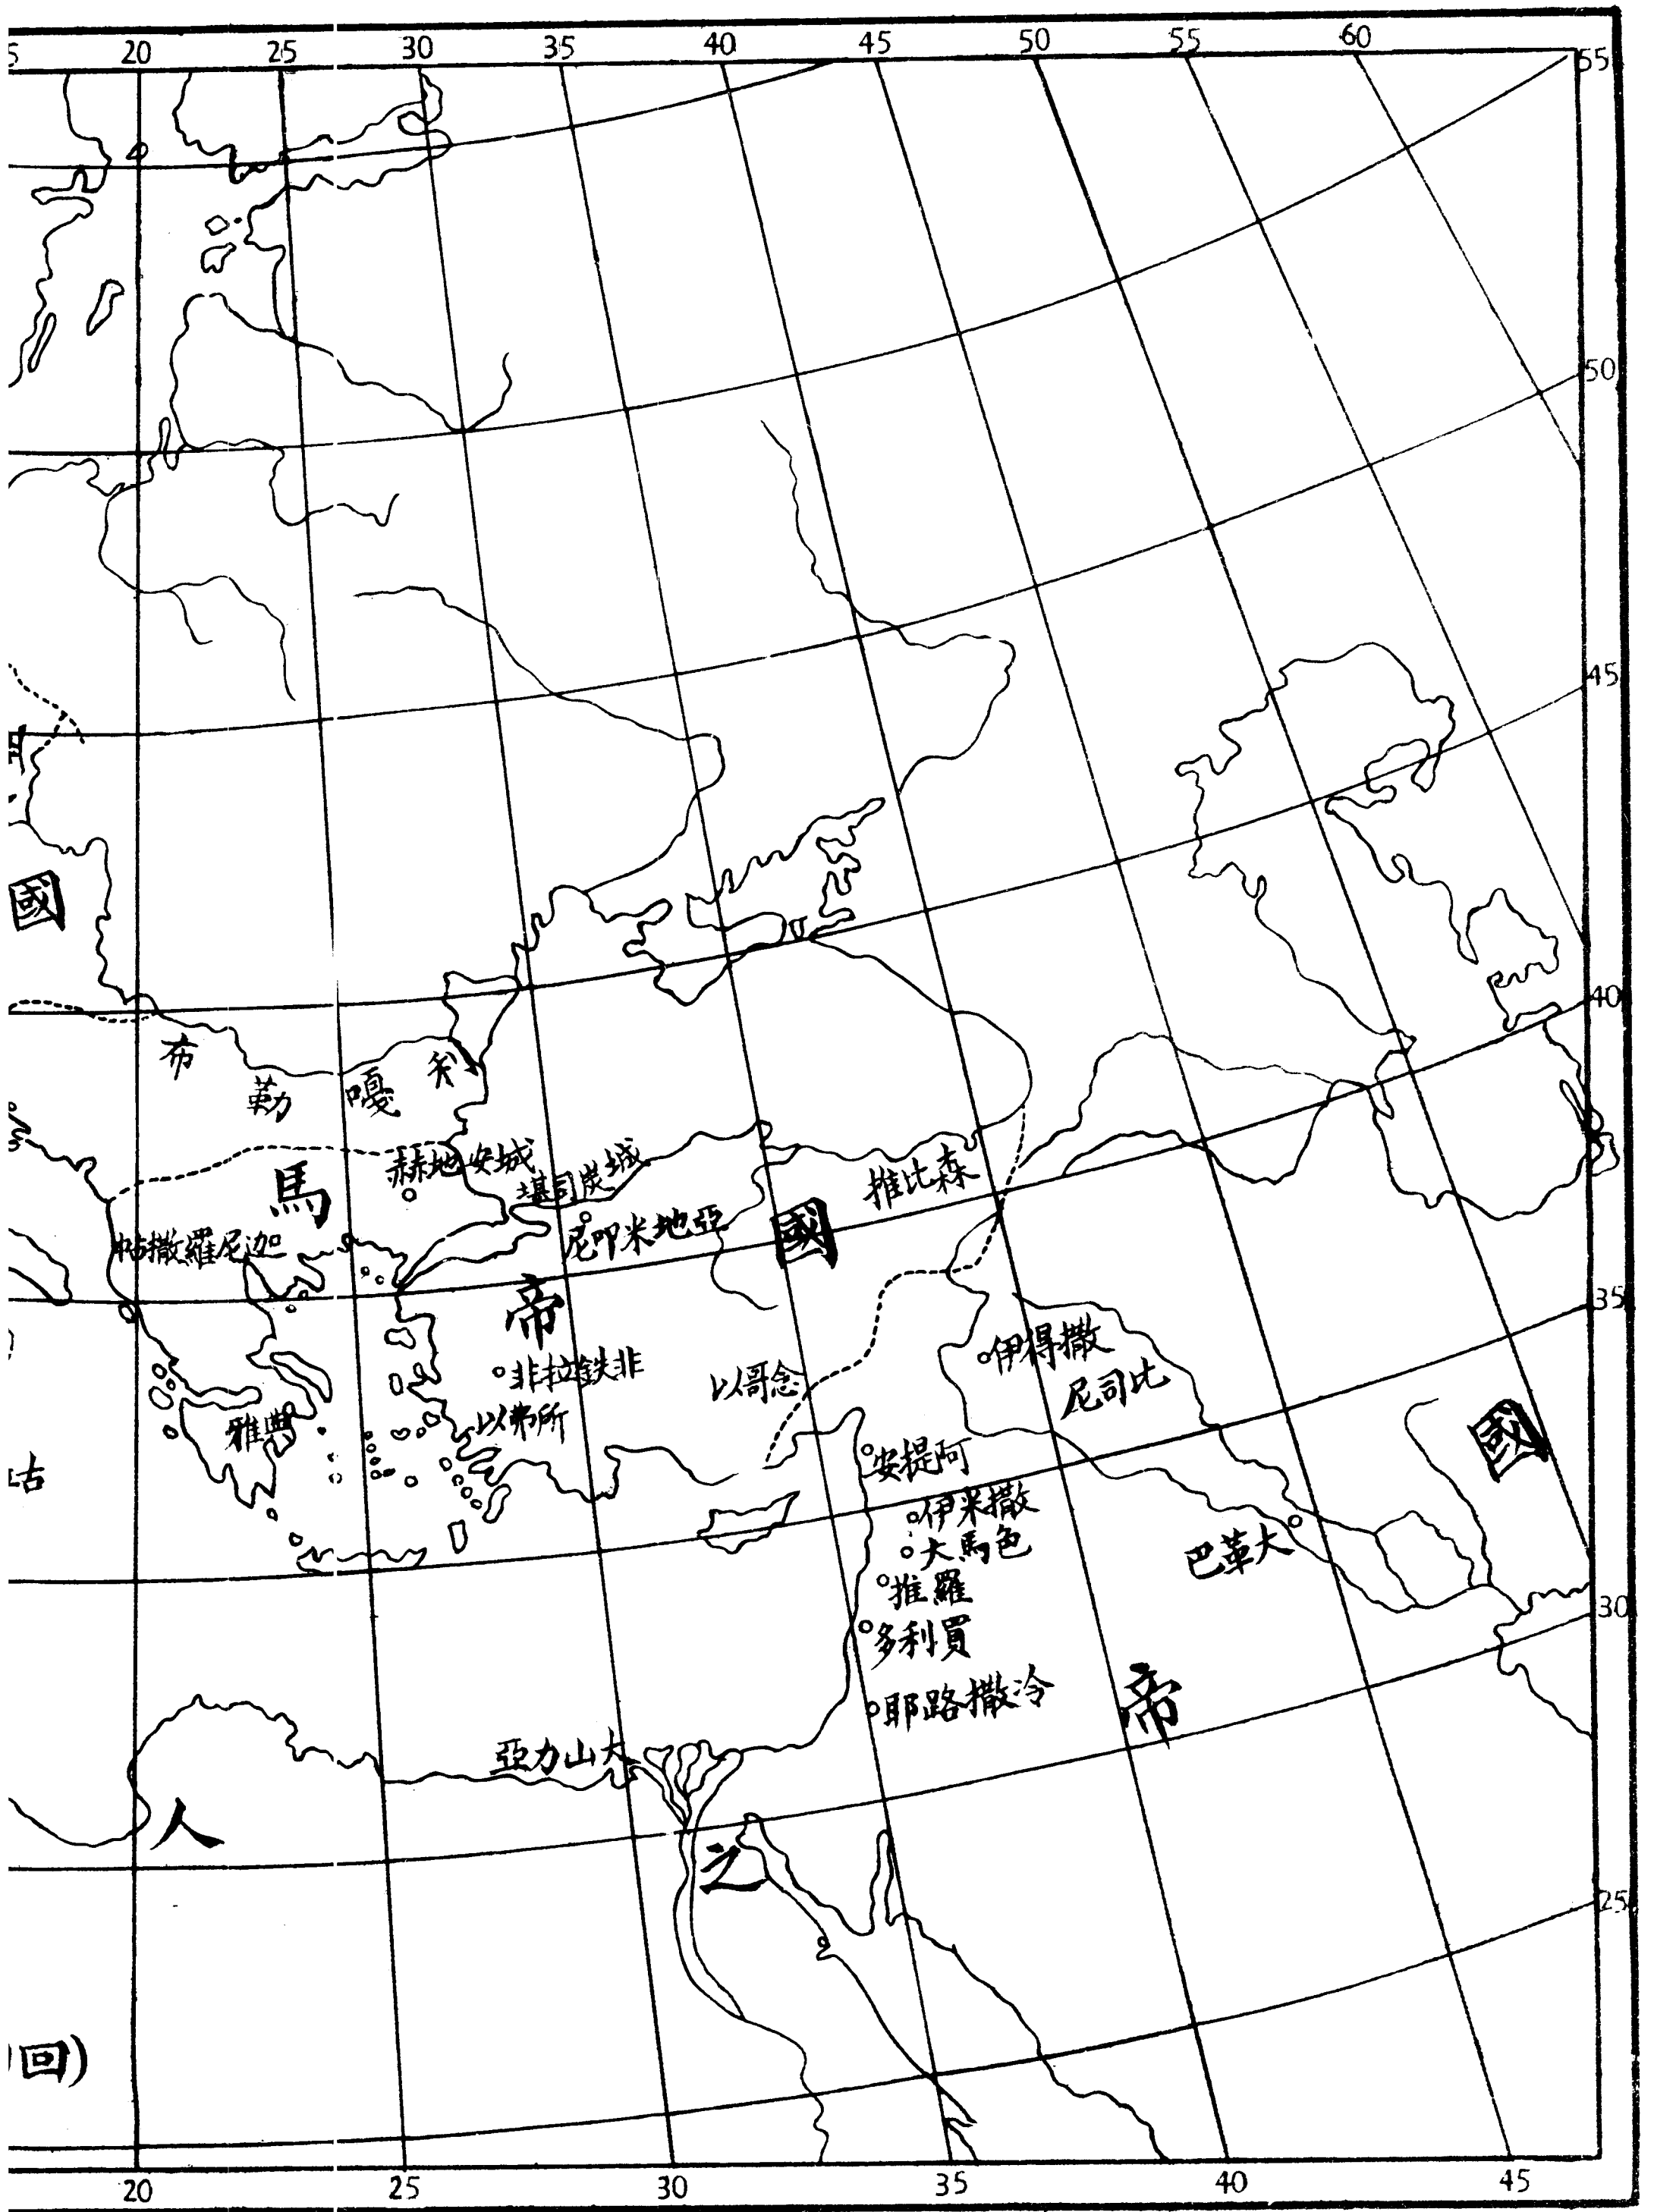 20 25 30 35 40 45 50 55 60
55
50
45
40
35
30
25
國
布 勒 嘎
馬
赫地安城
堪司炭城
尼叩米地亞
帖撒羅尼迦
國
推比森
帝
非拉鉄非
以哥念
以弗所
雅典
伊得撒
尼司比
國
安提阿
伊米撒
大馬色
推羅
多利買
耶路撒冷
巴革大
帝
亞力山大
人
之
回)
20 25 30 35 40 45